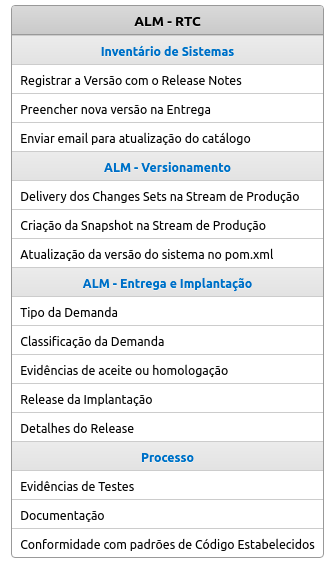 ALM - RTC
Inventário de Sistemas
Registrar a Versão com o Release Notes
Preencher nova versão na Entrega
Enviar email para atualização do catálogo
ALM - Versionamento
Delivery dos Changes Sets na Stream de Produção
Criação da Snapshot na Stream de Produção
Atualização da versão do sistema no pom.xml
ALM - Entrega e Implantação
Tipo da Demanda
Classificação da Demanda
Evidências de aceite ou homologação
Release da Implantação
Detalhes do Release
Processo
Evidências de Testes
Documentação
Conformidade com padrões de Código Estabelecidos